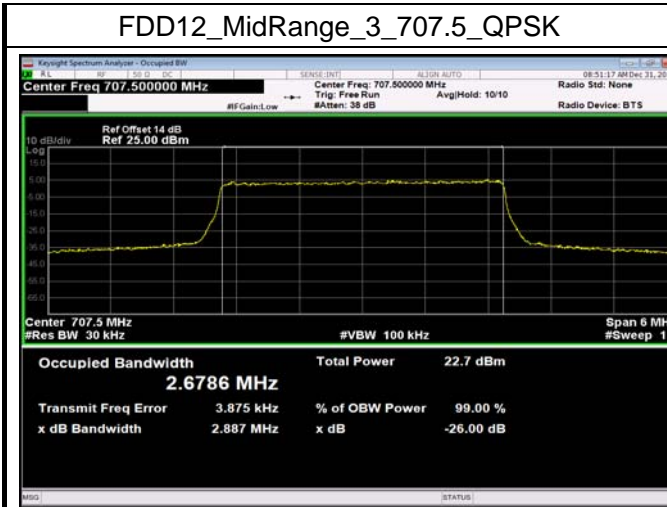 FDD12_MidRange_3_707.5_QPSK
Keysight Spectrum Analyzer - Occupied BW
RL RF 50 Ω DC SENSE:INT ALIGN AUTO 08:51:17 AM Dec 31, 20
Center Freq 707.500000 MHz Center Freq: 707.500000 MHz Radio Std: None
Trig: Free Run Avg|Hold: 10/10
#IFGain:Low #Atten: 38 dB Radio Device: BTS
Ref Offset 14 dB
10 dB/div Ref 25.00 dBm
Log
15.0
5.00
-5.00
-15.0
-25.0
-35.0
-45.0
-55.0
-65.0
Center 707.5 MHz Span 6 MH
#Res BW 30 kHz #VBW 100 kHz #Sweep 1
Occupied Bandwidth Total Power 22.7 dBm
2.6786 MHz
Transmit Freq Error 3.875 kHz % of OBW Power 99.00 %
x dB Bandwidth 2.887 MHz x dB -26.00 dB
MSG STATUS